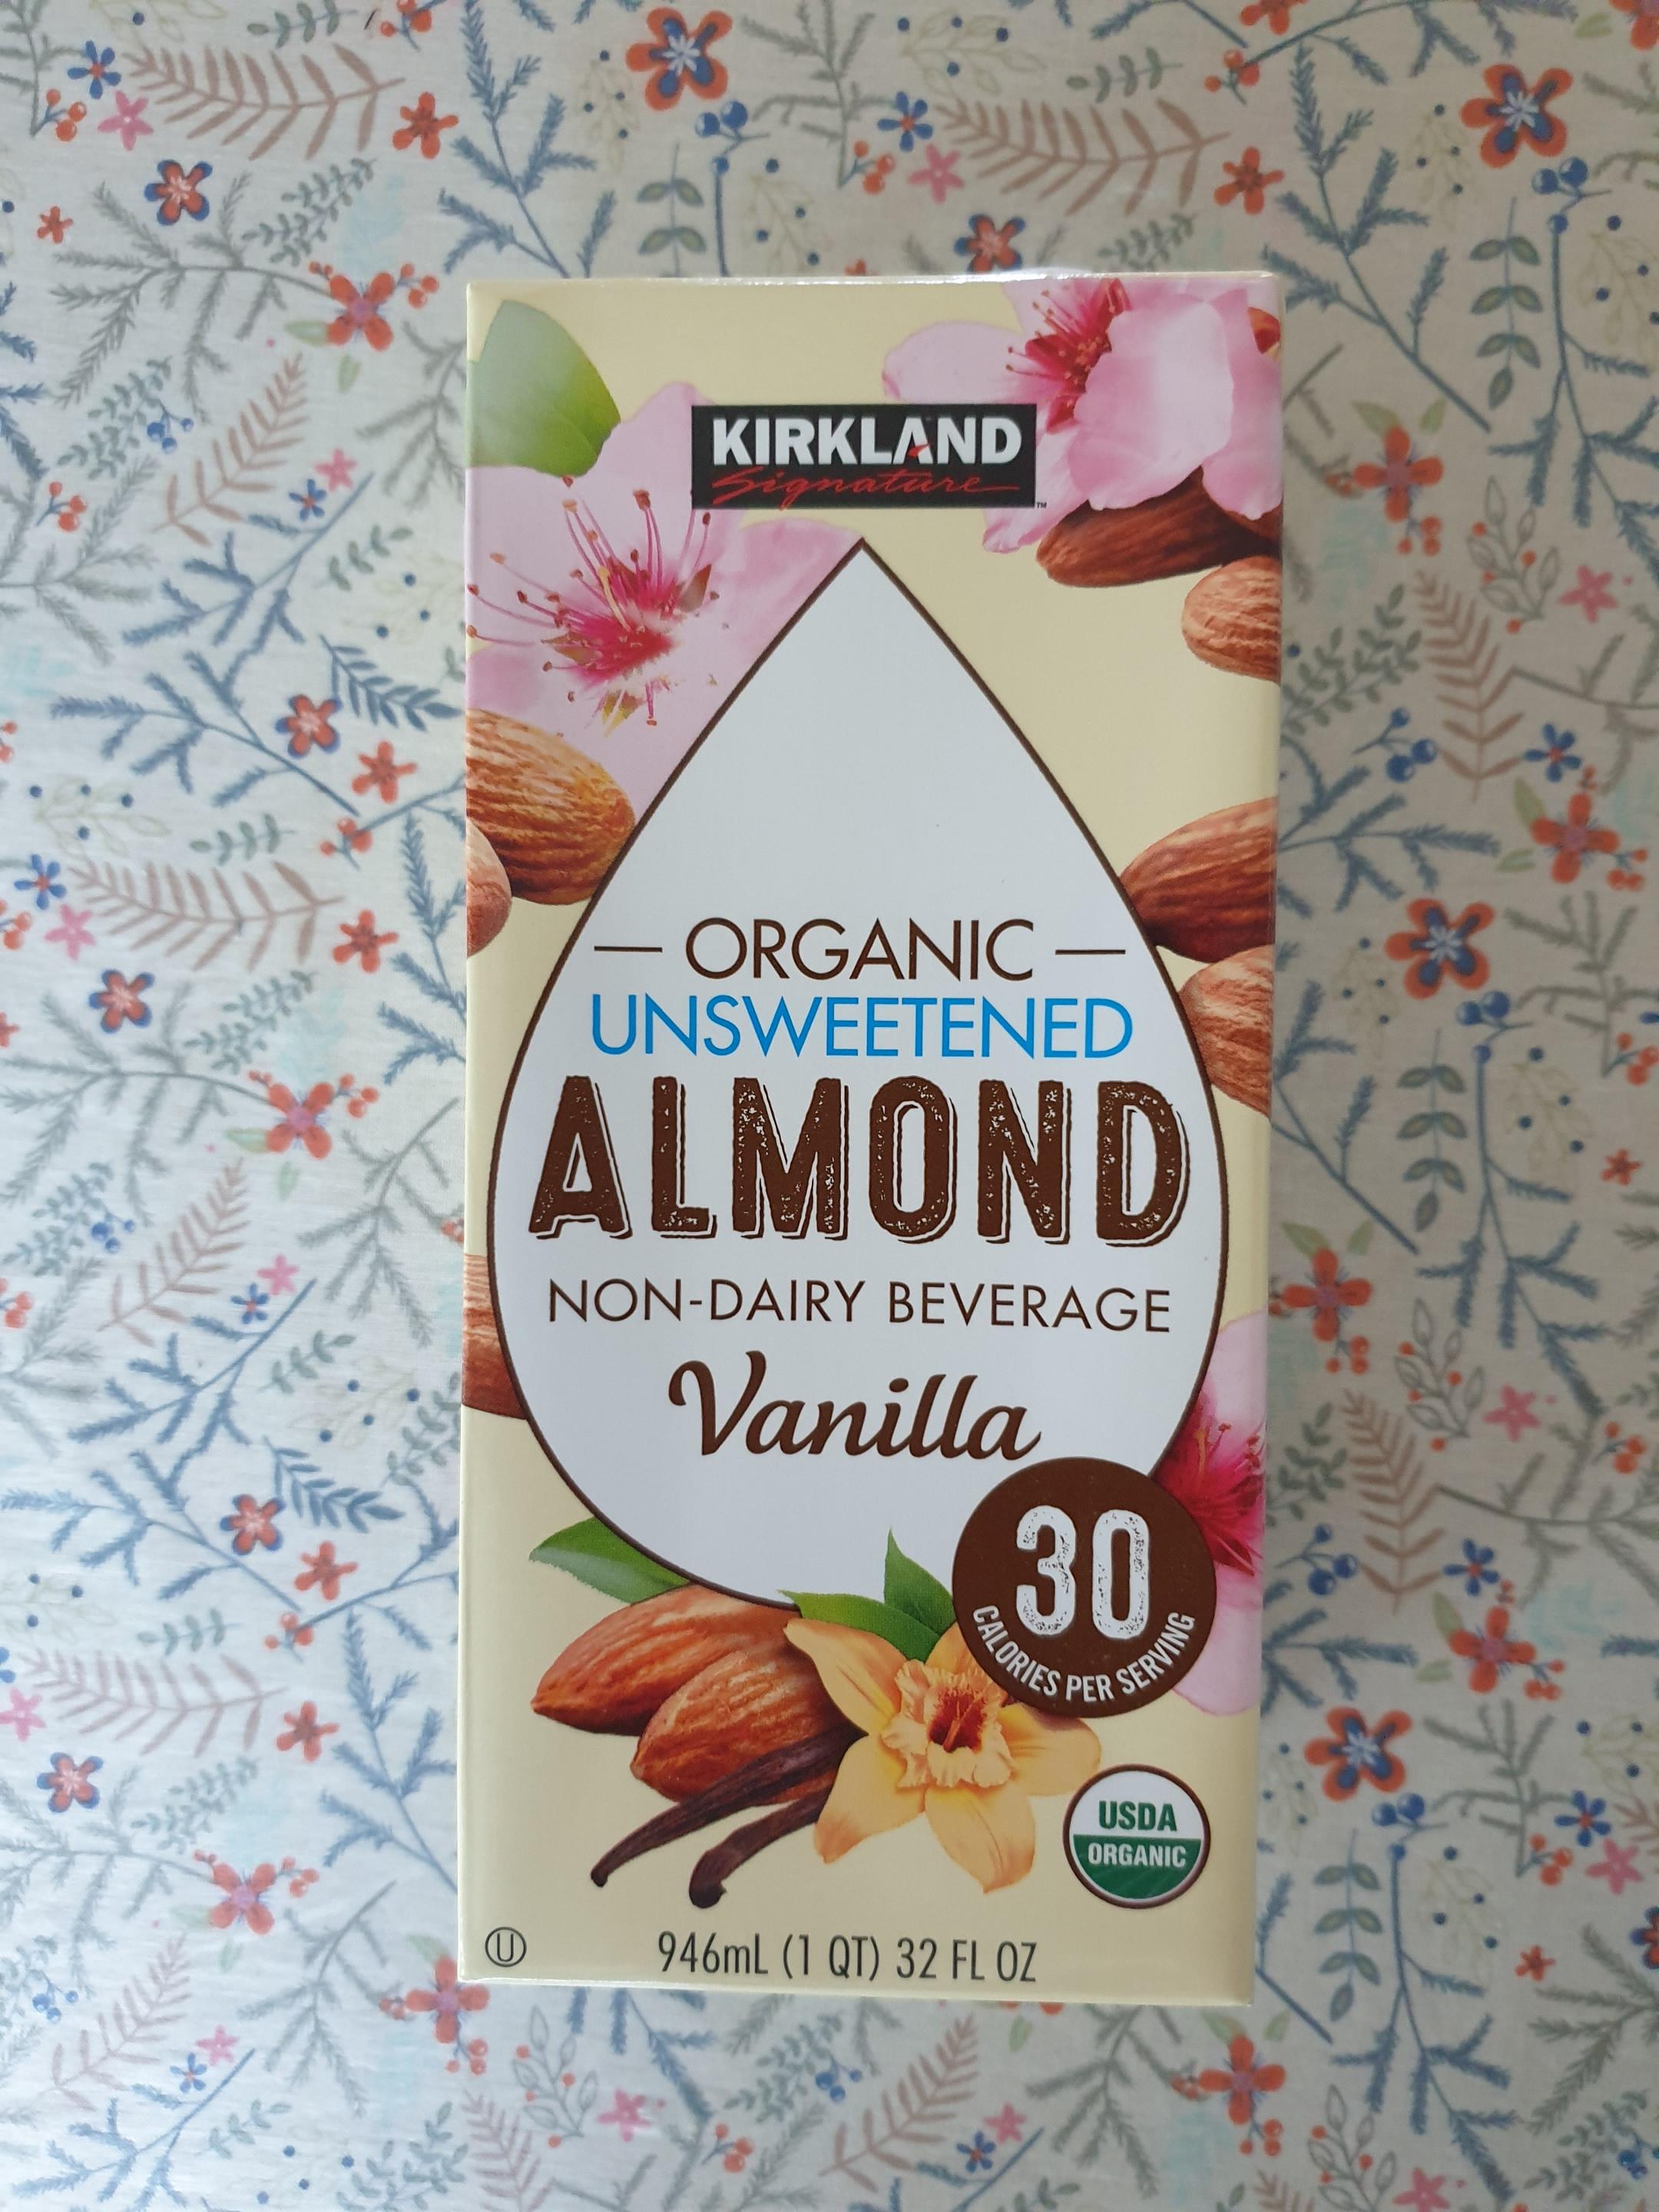 KIRKLAND
Signature™
— ORGANIC —
UNSWEETENED
ALMOND
NON-DAIRY BEVERAGE
Vanilla
30
CALORIES PER SERVING
USDA
ORGANIC
U
946mL (1 QT) 32 FL OZ